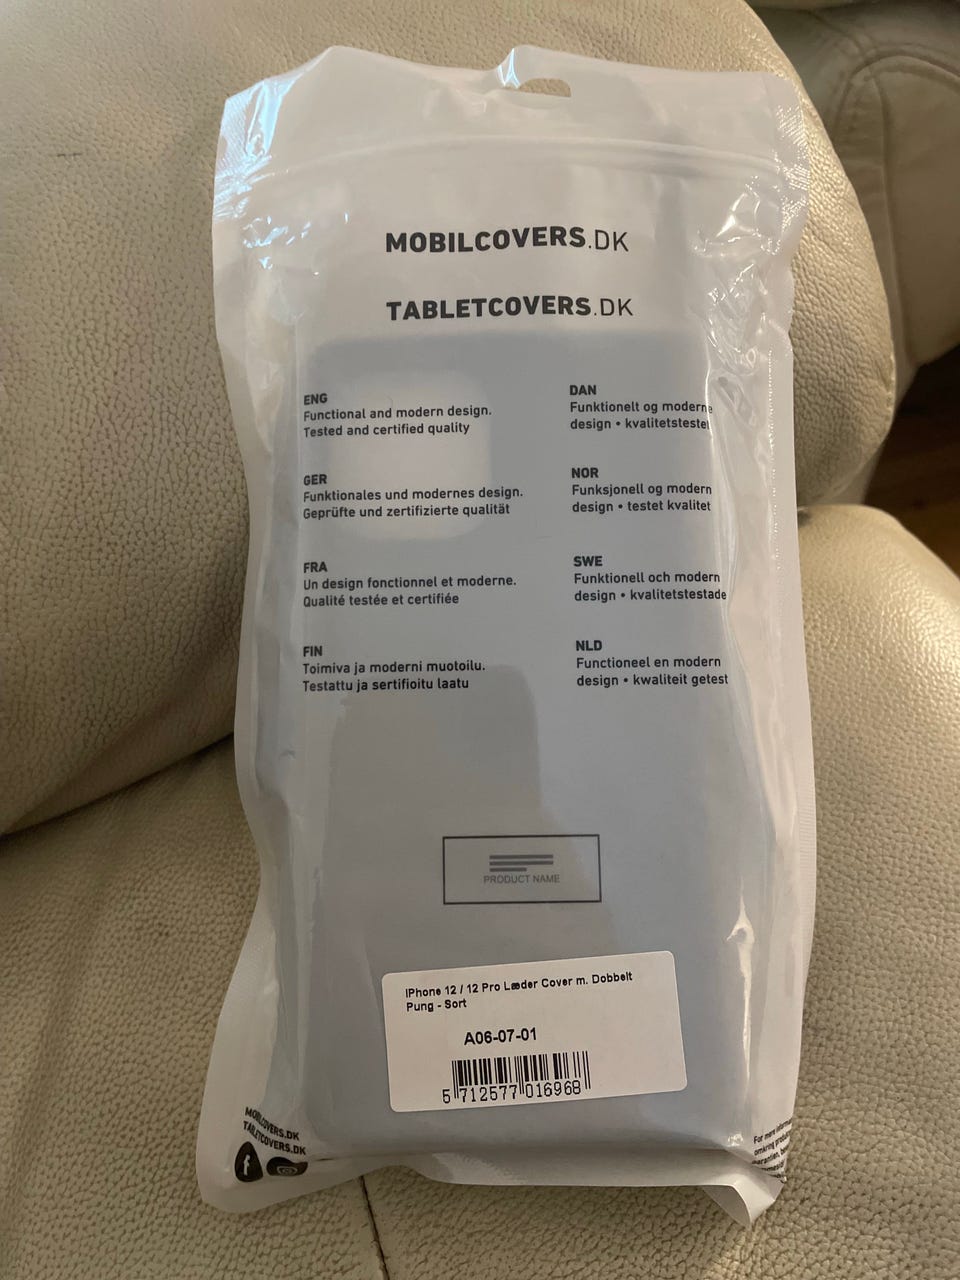 MOBILCOVERS.DK
TABLETCOVERS.DK
ENG
Functional and modern design.
Tested and certified quality
GER
Funktionales und modernes design.
Geprüfte und zertifizierte qualität
FRA
Un design fonctionnel et moderne.
Qualité testée et certifiée
FIN
Toimiva ja moderni muotoilu.
Testattu ja sertifioitu laatu
DAN
Funktionelt og moderne
design • kvalitetstestet
NOR
Funksjonell og modern
design • testet kvalitet
SWE
Funktionell och modern
design • kvalitetstestade
NLD
Functioneel en modern
design • kwaliteit getest
PRODUCT NAME
iPhone 12 / 12 Pro Læder Cover m. Dobbelt
Pung - Sort
A06-07-01
5 712577 016968
MOBILCOVERS.DK
TABLETCOVERS.DK
For more
omkring